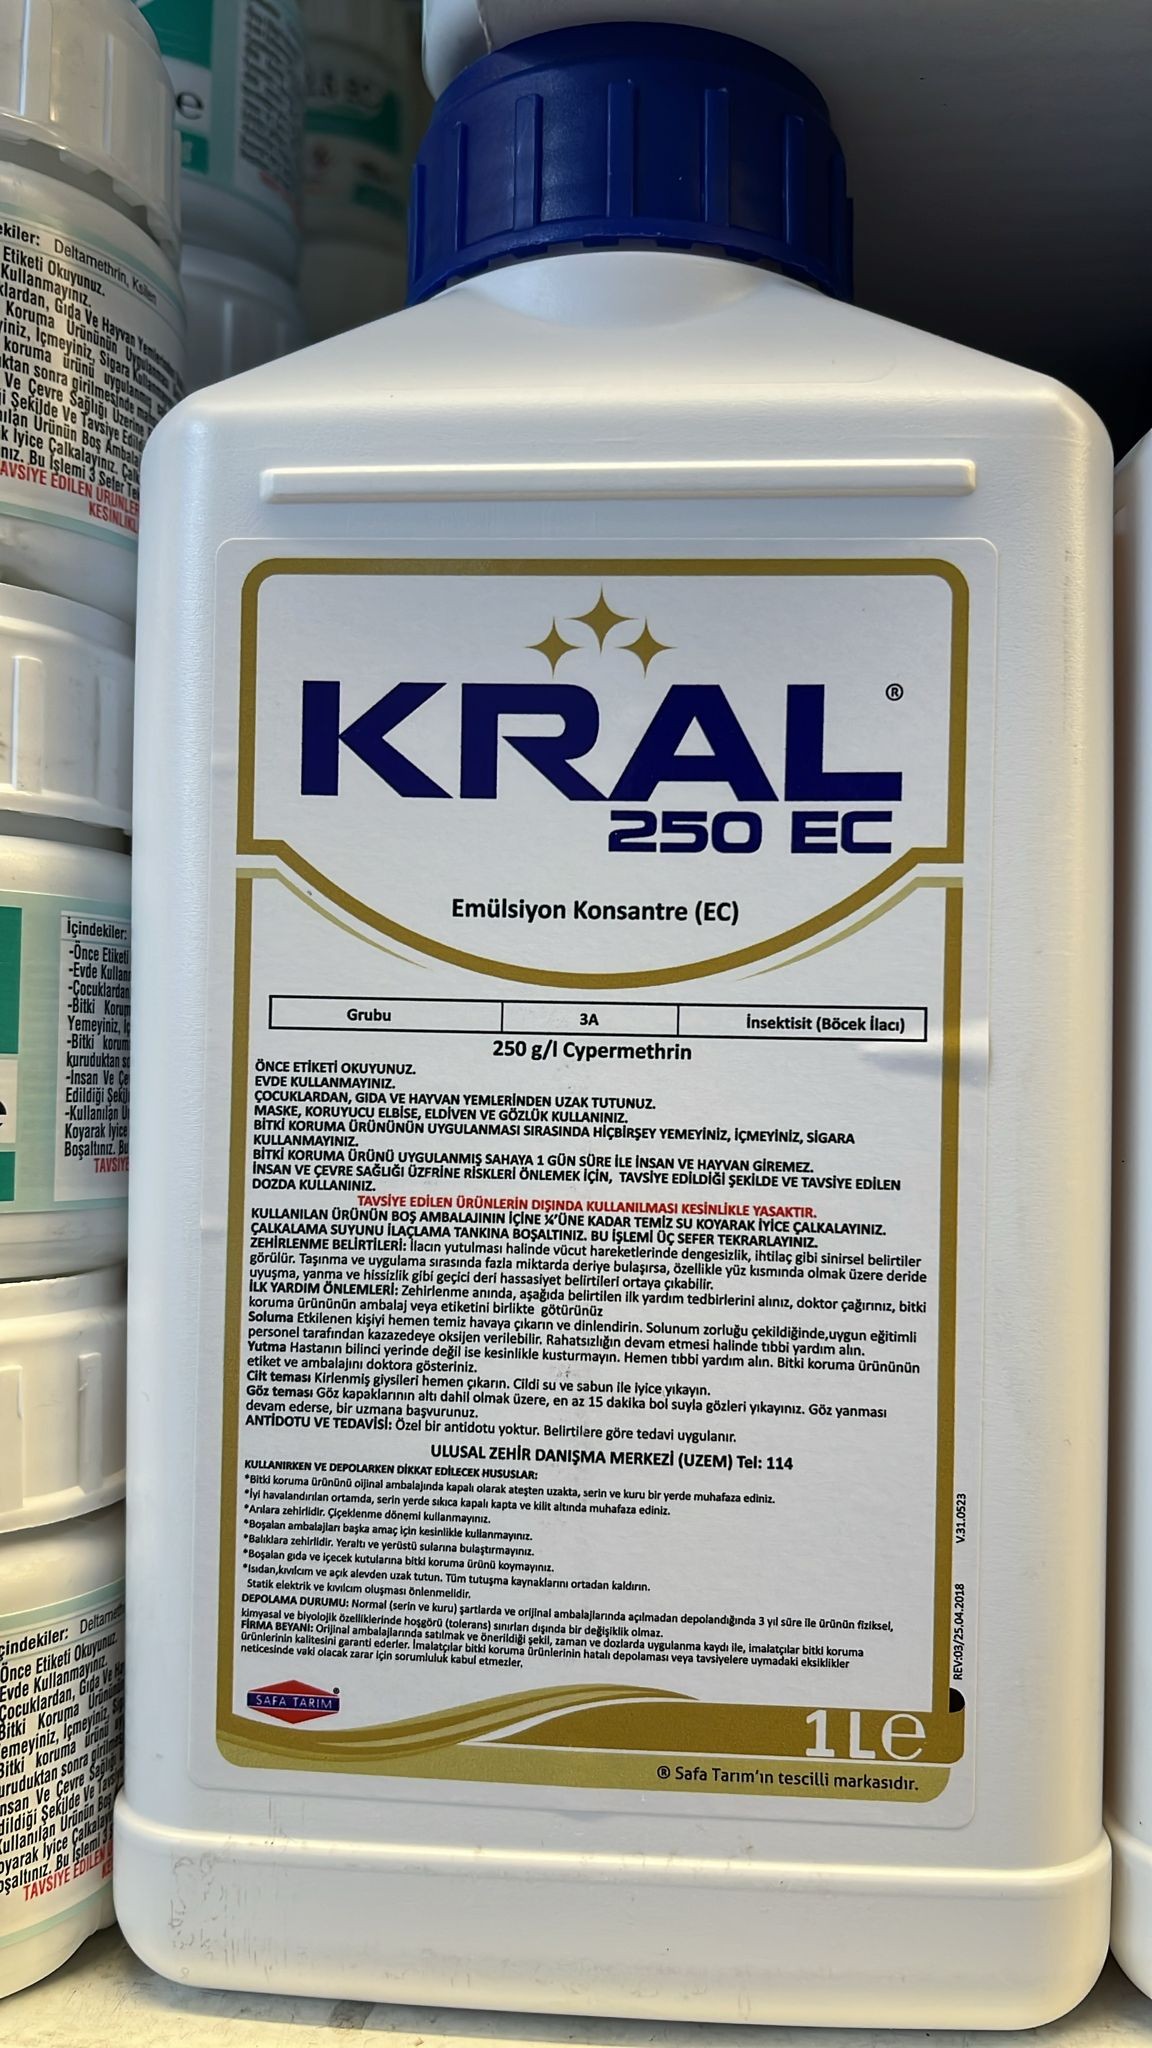 KRAL®
250 EC
Emülsiyon Konsantre (EC)
Grubu 3A İnsektisit (Böcek İlacı)
250 g/l Cypermethrin
ÖNCE ETİKETİ OKUYUNUZ.
EVDE KULLANMAYINIZ.
ÇOCUKLARDAN, GIDA VE HAYVAN YEMLERİNDEN UZAK TUTUNUZ.
MASKE, KORUYUCU ELBİSE, ELDİVEN VE GÖZLÜK KULLANINIZ.
BİTKİ KORUMA ÜRÜNÜNÜN UYGULANMASI SIRASINDA HİÇBİRŞEY YEMEYİNİZ, İÇMEYİNİZ, SİGARA
KULLANMAYINIZ.
BİTKİ KORUMA ÜRÜNÜ UYGULANMIŞ SAHAYA 1 GÜN SÜRE İLE İNSAN VE HAYVAN GİREMEZ.
İNSAN VE ÇEVRE SAĞLIĞI ÜZFRİNE RİSKLERİ ÖNLEMEK İÇİN, TAVSİYE EDİLDİĞİ ŞEKİLDE VE TAVSİYE EDİLEN
DOZDA KULLANINIZ.
TAVSİYE EDİLEN ÜRÜNLERİN DIŞINDA KULLANILMASI KESİNLİKLE YASAKTIR.
KULLANILAN ÜRÜNÜN BOŞ AMBALAJININ İÇİNE ¼'ÜNE KADAR TEMİZ SU KOYARAK İYİCE ÇALKALAYINIZ.
ÇALKALAMA SUYUNU İLAÇLAMA TANKINA BOŞALTINIZ. BU İŞLEMİ ÜÇ SEFER TEKRARLAYINIZ.
ZEHİRLENME BELİRTİLERİ: İlacın yutulması halinde vücut hareketlerinde dengesizlik, ihtilaç gibi sinirsel belirtiler
görülür. Taşınma ve uygulama sırasında fazla miktarda deriye bulaşırsa, özellikle yüz kısmında olmak üzere deride
uyuşma, yanma ve hissizlik gibi geçici deri hassasiyet belirtileri ortaya çıkabilir.
İLK YARDIM ÖNLEMLERİ: Zehirlenme anında, aşağıda belirtilen ilk yardım tedbirlerini alınız, doktor çağırınız, bitki
koruma ürününün ambalaj veya etiketini birlikte götürünüz
Soluma Etkilenen kişiyi hemen temiz havaya çıkarın ve dinlendirin. Solunum zorluğu çekildiğinde,uygun eğitimli
personel tarafından kazazedeye oksijen verilebilir. Rahatsızlığın devam etmesi halinde tıbbi yardım alın.
Yutma Hastanın bilinci yerinde değil ise kesinlikle kusturmayın. Hemen tıbbi yardım alın. Bitki koruma ürününün
etiket ve ambalajını doktora gösteriniz.
Cilt teması Kirlenmiş giysileri hemen çıkarın. Cildi su ve sabun ile iyice yıkayın.
Göz teması Göz kapaklarının altı dahil olmak üzere, en az 15 dakika bol suyla gözleri yıkayınız. Göz yanması
devam ederse, bir uzmana başvurunuz.
ANTİDOTU VE TEDAVİSİ: Özel bir antidotu yoktur. Belirtilere göre tedavi uygulanır.
ULUSAL ZEHİR DANIŞMA MERKEZİ (UZEM) Tel: 114
KULLANIRKEN VE DEPOLARKEN DİKKAT EDİLECEK HUSUSLAR:
*Bitki koruma ürününü oijinal ambalajında kapalı olarak ateşten uzakta, serin ve kuru bir yerde muhafaza ediniz.
*İyi havalandırılan ortamda, serin yerde sıkıca kapalı kapta ve kilit altında muhafaza ediniz.
*Arılara zehirlidir. Çiçeklenme dönemi kullanmayınız.
*Boşalan ambalajları başka amaç için kesinlikle kullanmayınız.
*Balıklara zehirlidir. Yeraltı ve yerüstü sularına bulaştırmayınız.
*Boşalan gıda ve içecek kutularına bitki koruma ürünü koymayınız.
*Isıdan,kıvılcım ve açık alevden uzak tutun. Tüm tutuşma kaynaklarını ortadan kaldırın.
Statik elektrik ve kıvılcım oluşması önlenmelidir.
DEPOLAMA DURUMU: Normal (serin ve kuru) şartlarda ve orijinal ambalajlarında açılmadan depolandığında 3 yıl süre ile ürünün fiziksel,
kimyasal ve biyolojik özelliklerinde hoşgörü (tolerans) sınırları dışında bir değişiklik olmaz.
FİRMA BEYANI: Orijinal ambalajlarında satılmak ve önerildiği şekil, zaman ve dozlarda uygulanma kaydı ile, imalatçılar bitki koruma
ürünlerinin kalitesini garanti ederler. İmalatçılar bitki koruma ürünlerinin hatalı depolaması veya tavsiyelere uymadaki eksiklikler
neticesinde vaki olacak zarar için sorumluluk kabul etmezler.
REV:03/25.04.2018 V.31.0523
SAFA TARIM®
1 L e
® Safa Tarım'ın tescilli markasıdır.
Deltamethrin, Ksilen
Etiketi Okuyunuz.
Kullanmayınız.
İçindekiler:
-Önce Etiketi